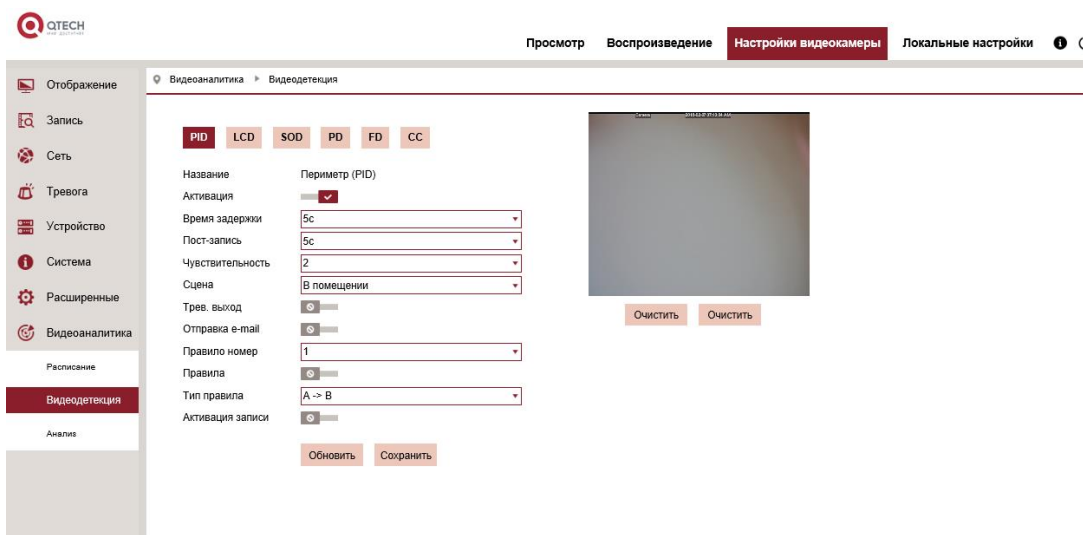 QTECH
Просмотр Воспроизведение Настройки видеокамеры Локальные настройки
Отображение
Запись
Сеть
Тревога
Устройство
Система
Расширенные
Видеоаналитика
Расписание
Видеодетекция
Анализ
Видеоаналитика Видеодетекция
PID LCD SOD PD FD CC
Название Периметр (PID)
Активация
Время задержки 5с
Пост-запись 5с
Чувствительность 2
Сцена В помещении
Трев. выход
Отправка e-mail
Правило номер 1
Правила
Тип правила A -> B
Активация записи
Обновить Сохранить
Camera
Очистить Очистить